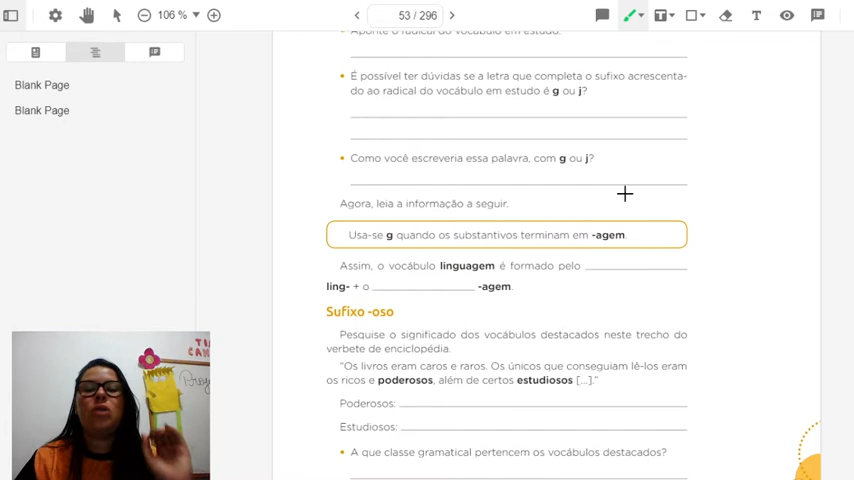 106 %
53 / 296
Blank Page
Blank Page
Aponte o radical do vocábulo em estudo.
• É possível ter dúvidas se a letra que completa o sufixo acrescenta-
do ao radical do vocábulo em estudo é g ou j?
• Como você escreveria essa palavra, com g ou j?
Agora, leia a informação a seguir.
Usa-se g quando os substantivos terminam em -agem.
Assim, o vocábulo linguagem é formado pelo
ling- + o -agem.
Sufixo -oso
Pesquise o significado dos vocábulos destacados neste trecho do
verbete de enciclopédia.
“Os livros eram caros e raros. Os únicos que conseguiam lê-los eram
os ricos e poderosos, além de certos estudiosos [...].”
Poderosos:
Estudiosos:
• A que classe gramatical pertencem os vocábulos destacados?